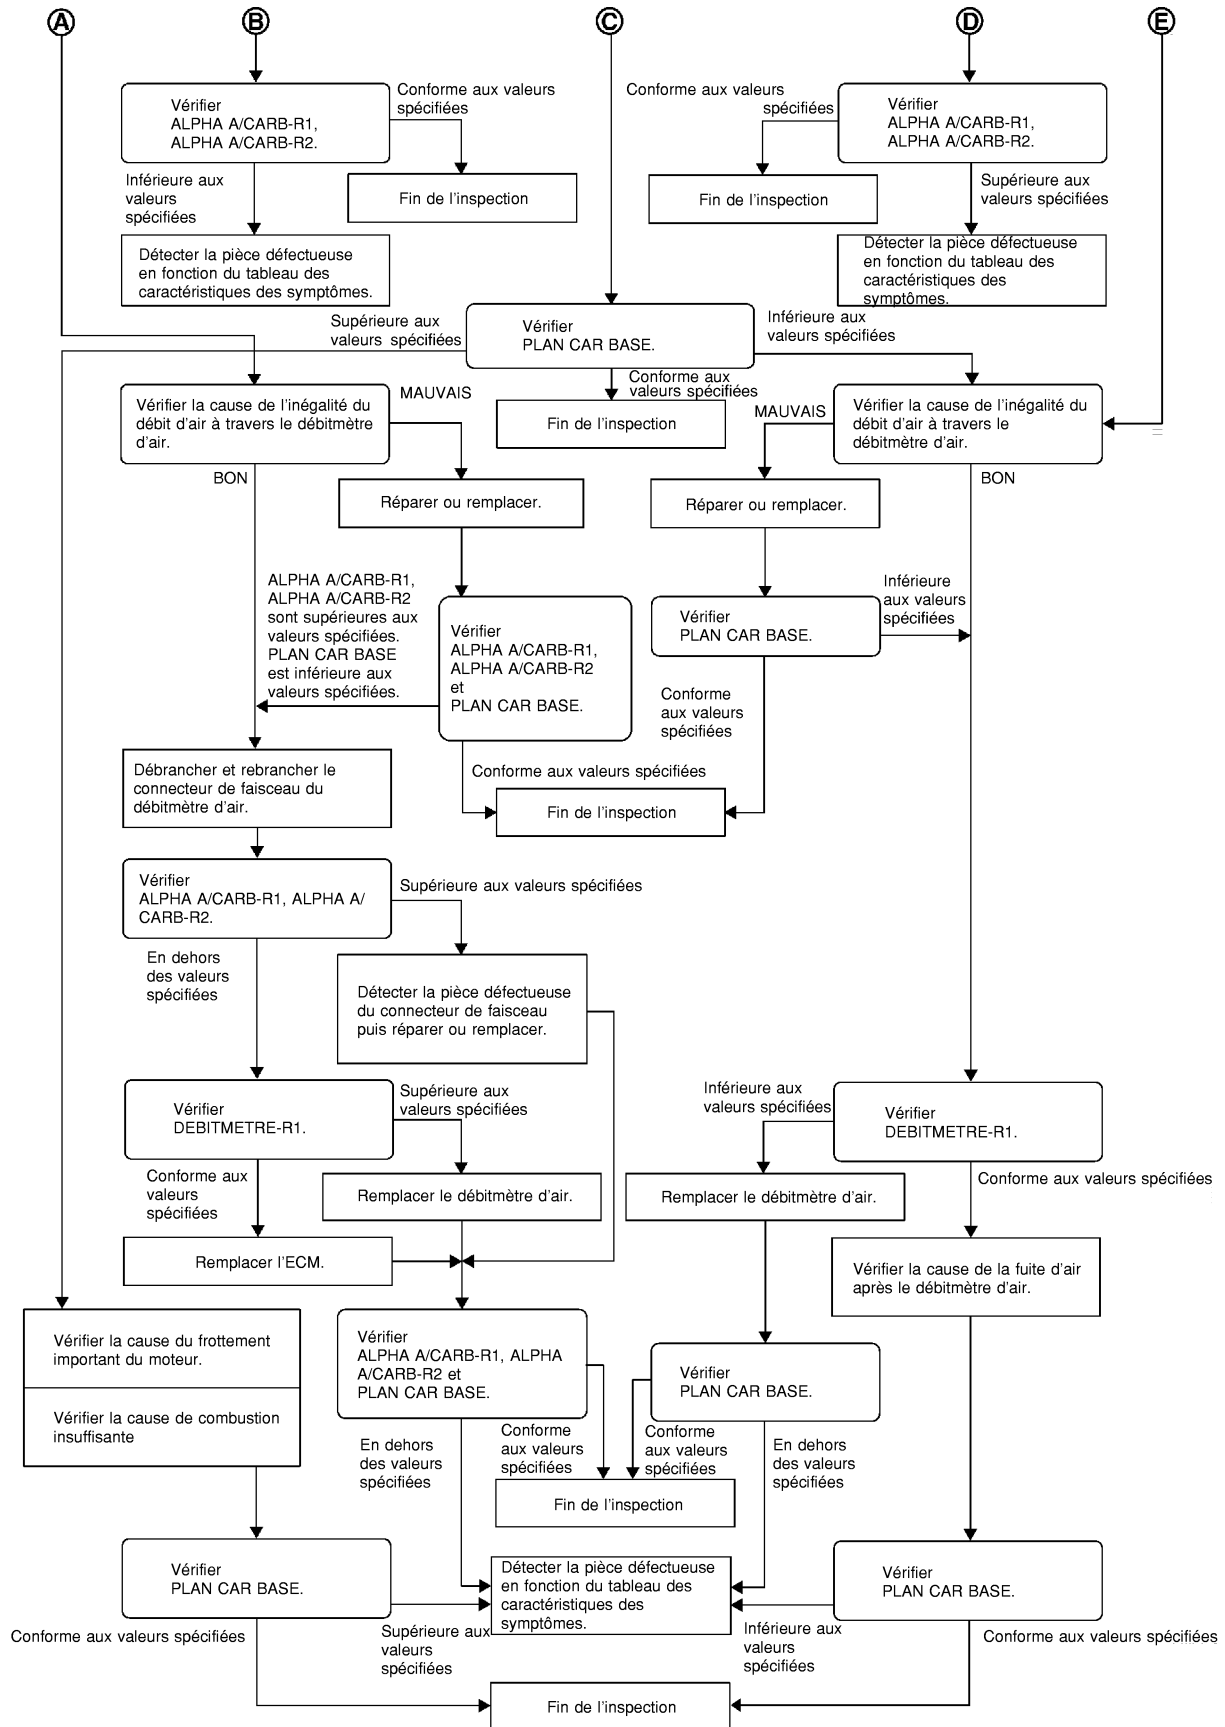 A
B
C
D
E
Vérifier
ALPHA A/CARB-R1,
ALPHA A/CARB-R2.
Conforme aux valeurs
spécifiées
Conforme aux valeurs
spécifiées
Vérifier
ALPHA A/CARB-R1,
ALPHA A/CARB-R2.
Inférieure aux
valeurs
spécifiées
Fin de l'inspection
Fin de l'inspection
Supérieure aux
valeurs spécifiées
Détecter la pièce défectueuse
en fonction du tableau des
caractéristiques des symptômes.
Détecter la pièce défectueuse
en fonction du tableau des
caractéristiques des
symptômes.
Supérieure aux
valeurs spécifiées
Vérifier
PLAN CAR BASE.
Inférieure aux
valeurs spécifiées
Conforme aux
valeurs spécifiées
Vérifier la cause de l'inégalité du
débit d'air à travers le débitmètre
d'air.
MAUVAIS
Fin de l'inspection
MAUVAIS
Vérifier la cause de l'inégalité du
débit d'air à travers le
débitmètre d'air.
BON
BON
Réparer ou remplacer.
Réparer ou remplacer.
ALPHA A/CARB-R1,
ALPHA A/CARB-R2
sont supérieures aux
valeurs spécifiées.
PLAN CAR BASE
est inférieure aux
valeurs spécifiées.
Vérifier
ALPHA A/CARB-R1,
ALPHA A/CARB-R2
et
PLAN CAR BASE.
Vérifier
PLAN CAR BASE.
Inférieure
aux valeurs
spécifiées
Conforme
aux valeurs
spécifiées
Débrancher et rebrancher le
connecteur de faisceau du
débitmètre d'air.
Conforme aux valeurs spécifiées
Fin de l'inspection
Vérifier
ALPHA A/CARB-R1, ALPHA A/
CARB-R2.
Supérieure aux valeurs spécifiées
En dehors
des valeurs
spécifiées
Détecter la pièce défectueuse
du connecteur de faisceau
puis réparer ou remplacer.
Vérifier
DEBITMETRE-R1.
Supérieure aux
valeurs spécifiées
Inférieure aux
valeurs spécifiées
Vérifier
DEBITMETRE-R1.
Conforme aux
valeurs
spécifiées
Remplacer le débitmètre d'air.
Remplacer le débitmètre d'air.
Conforme aux valeurs spécifiées
Remplacer l'ECM.
Vérifier la cause de la fuite d'air
après le débitmètre d'air.
Vérifier la cause du frottement
important du moteur.
Vérifier la cause de combustion
insuffisante
Vérifier
ALPHA A/CARB-R1, ALPHA
A/CARB-R2 et
PLAN CAR BASE.
Vérifier
PLAN CAR BASE.
En dehors
des valeurs
spécifiées
Conforme
aux valeurs
spécifiées
Conforme
aux valeurs
spécifiées
En dehors
des valeurs
spécifiées
Fin de l'inspection
Vérifier
PLAN CAR BASE.
Détecter la pièce défectueuse
en fonction du tableau des
caractéristiques des
symptômes.
Vérifier
PLAN CAR BASE.
Conforme aux valeurs spécifiées
Supérieure aux
valeurs
spécifiées
Inférieure aux
valeurs
spécifiées
Conforme aux valeurs spécifiées
Fin de l'inspection